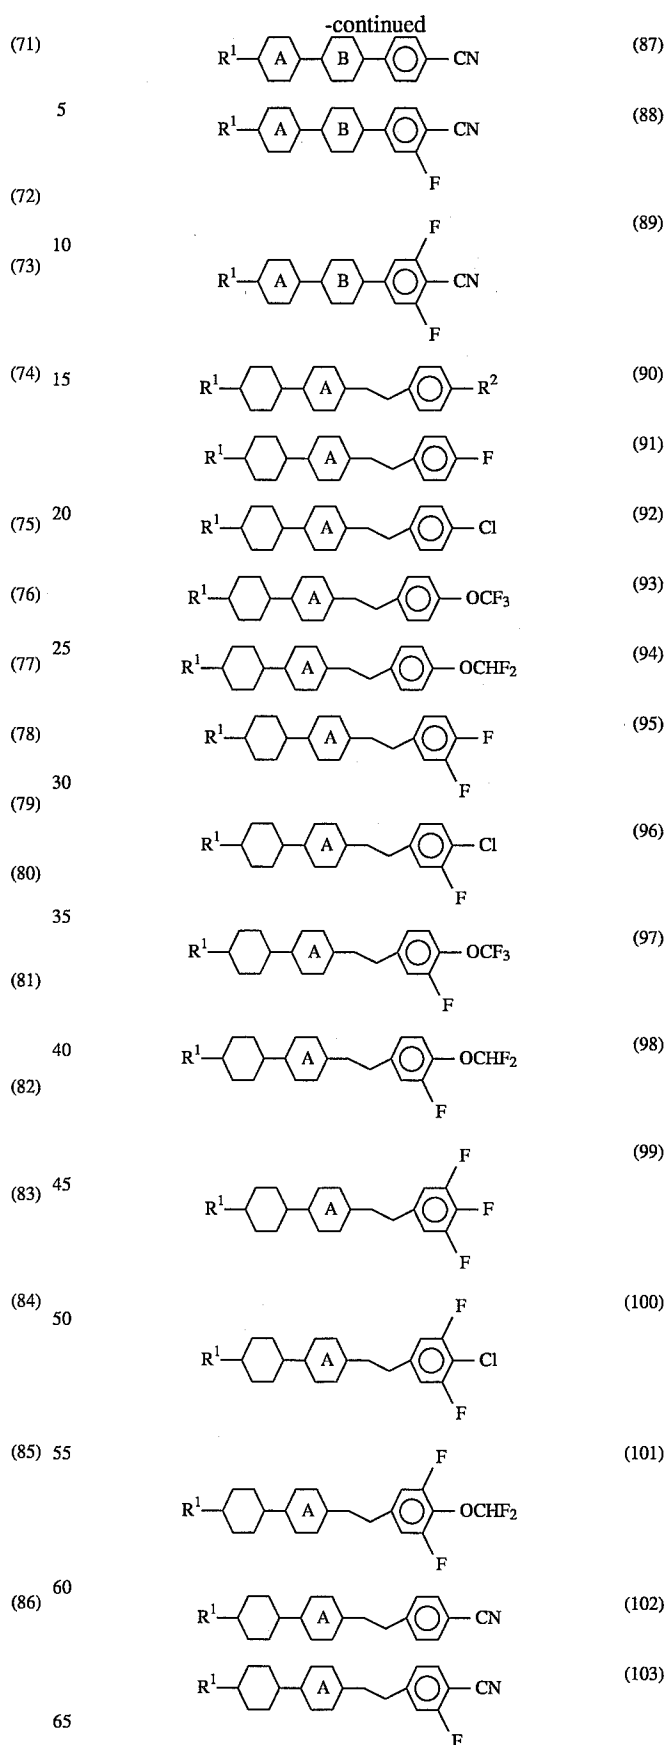 -continued
(71) R¹ A B CN (87)
5 R¹ A B CN (88)
F
(72)
F (89)
10
(73) R¹ A B CN
F
(74) 15 R¹ A R² (90)
R¹ A F (91)
(75) 20 R¹ A Cl (92)
(76) R¹ A OCF₃ (93)
(77) 25 R¹ A OCHF₂ (94)
(78) R¹ A F (95)
30 F
(79)
R¹ A Cl (96)
(80) F
35
R¹ A OCF₃ (97)
(81) F
40 R¹ A OCHF₂ (98)
(82) F
F (99)
(83) 45 R¹ A F
F
(84) F (100)
50
R¹ A Cl
F
(85) 55 F (101)
R¹ A OCHF₂
F
60
(86) R¹ A CN (102)
R¹ A CN (103)
65 F